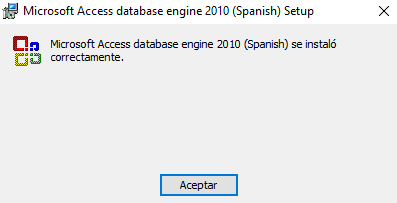 Microsoft Access database engine 2010 (Spanish) Setup
Microsoft Access database engine 2010 (Spanish) se instaló
correctamente.
Aceptar